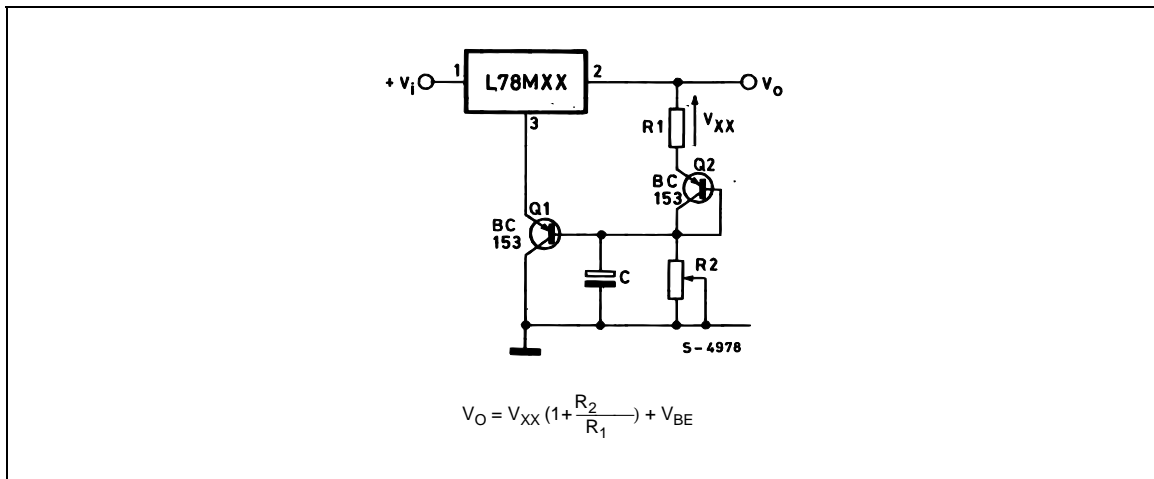 L78MXX
1
2
3
+ Vi
Vo
R1
VXX
Q2
BC
153
Q1
BC
153
C
R2
S-4978
VO = VXX (1+ R2 / R1 ) + VBE